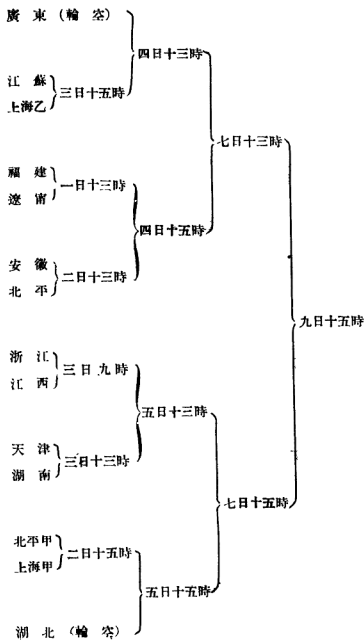 廣東(輪空)
四日十三時
江蘇
三日十五時
上海乙
七日十三時
福建
一日十三時
遼甯
四日十五時
安徽
二日十三時
北平
九日十五時
浙江
三日九時
江西
五日十三時
天津
三日十三時
湖南
七日十五時
北平甲
二日十五時
上海甲
五日十五時
湖北(輪空)